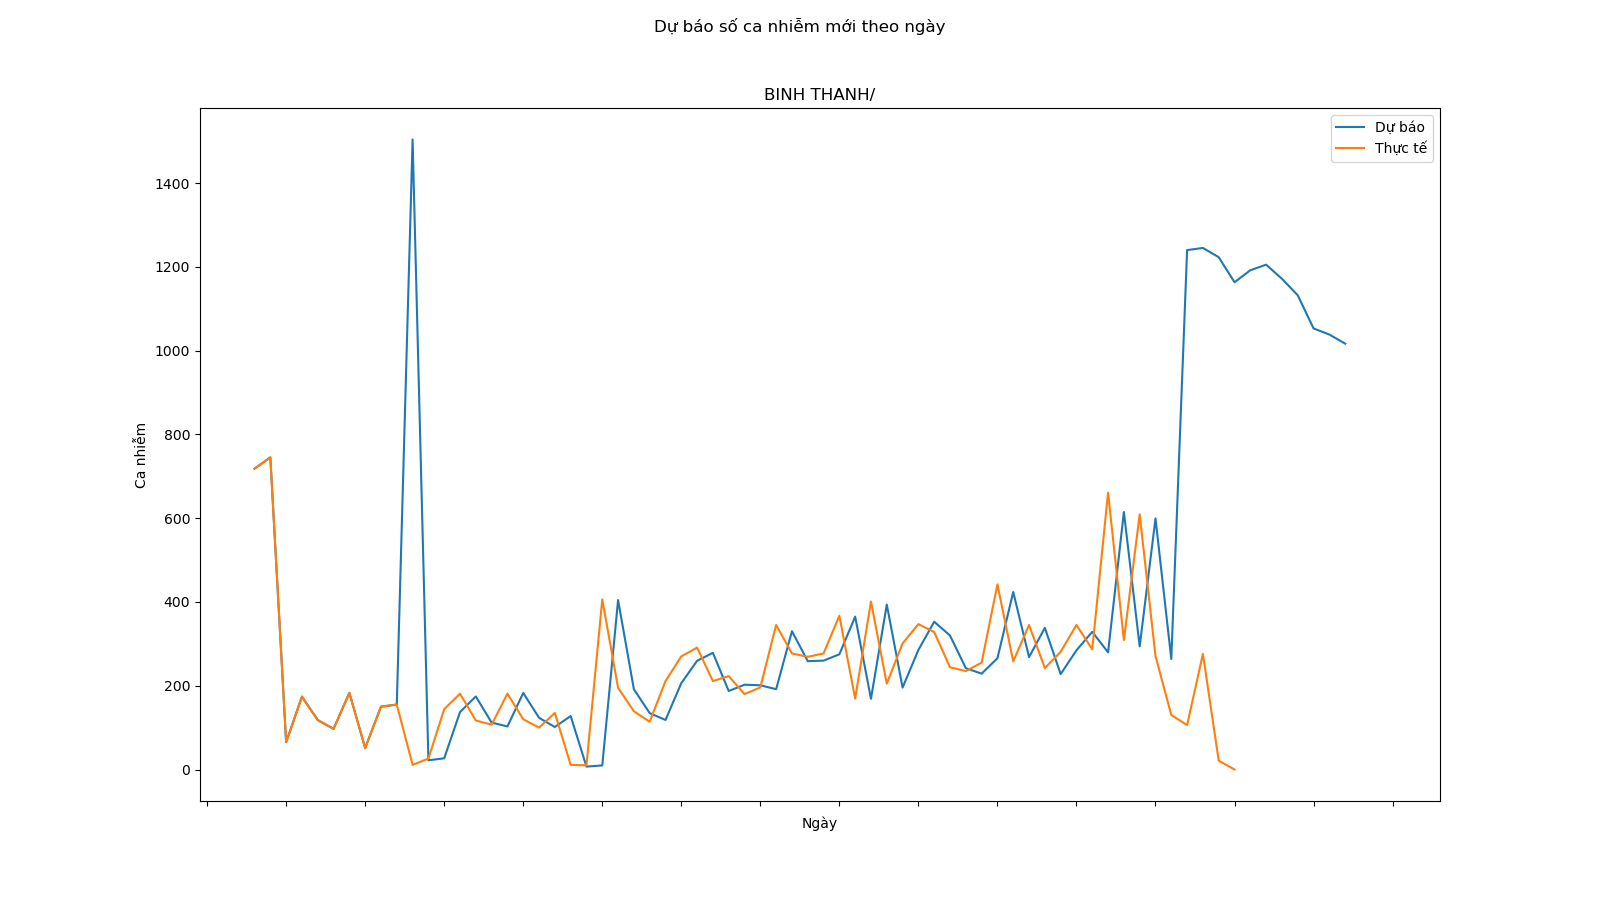 Dự báo số ca nhiễm mới theo ngày
BINH THANH/
Dự báo
Thực tế
1400
1200
1000
800
600
400
200
0
Ca nhiễm
Ngày